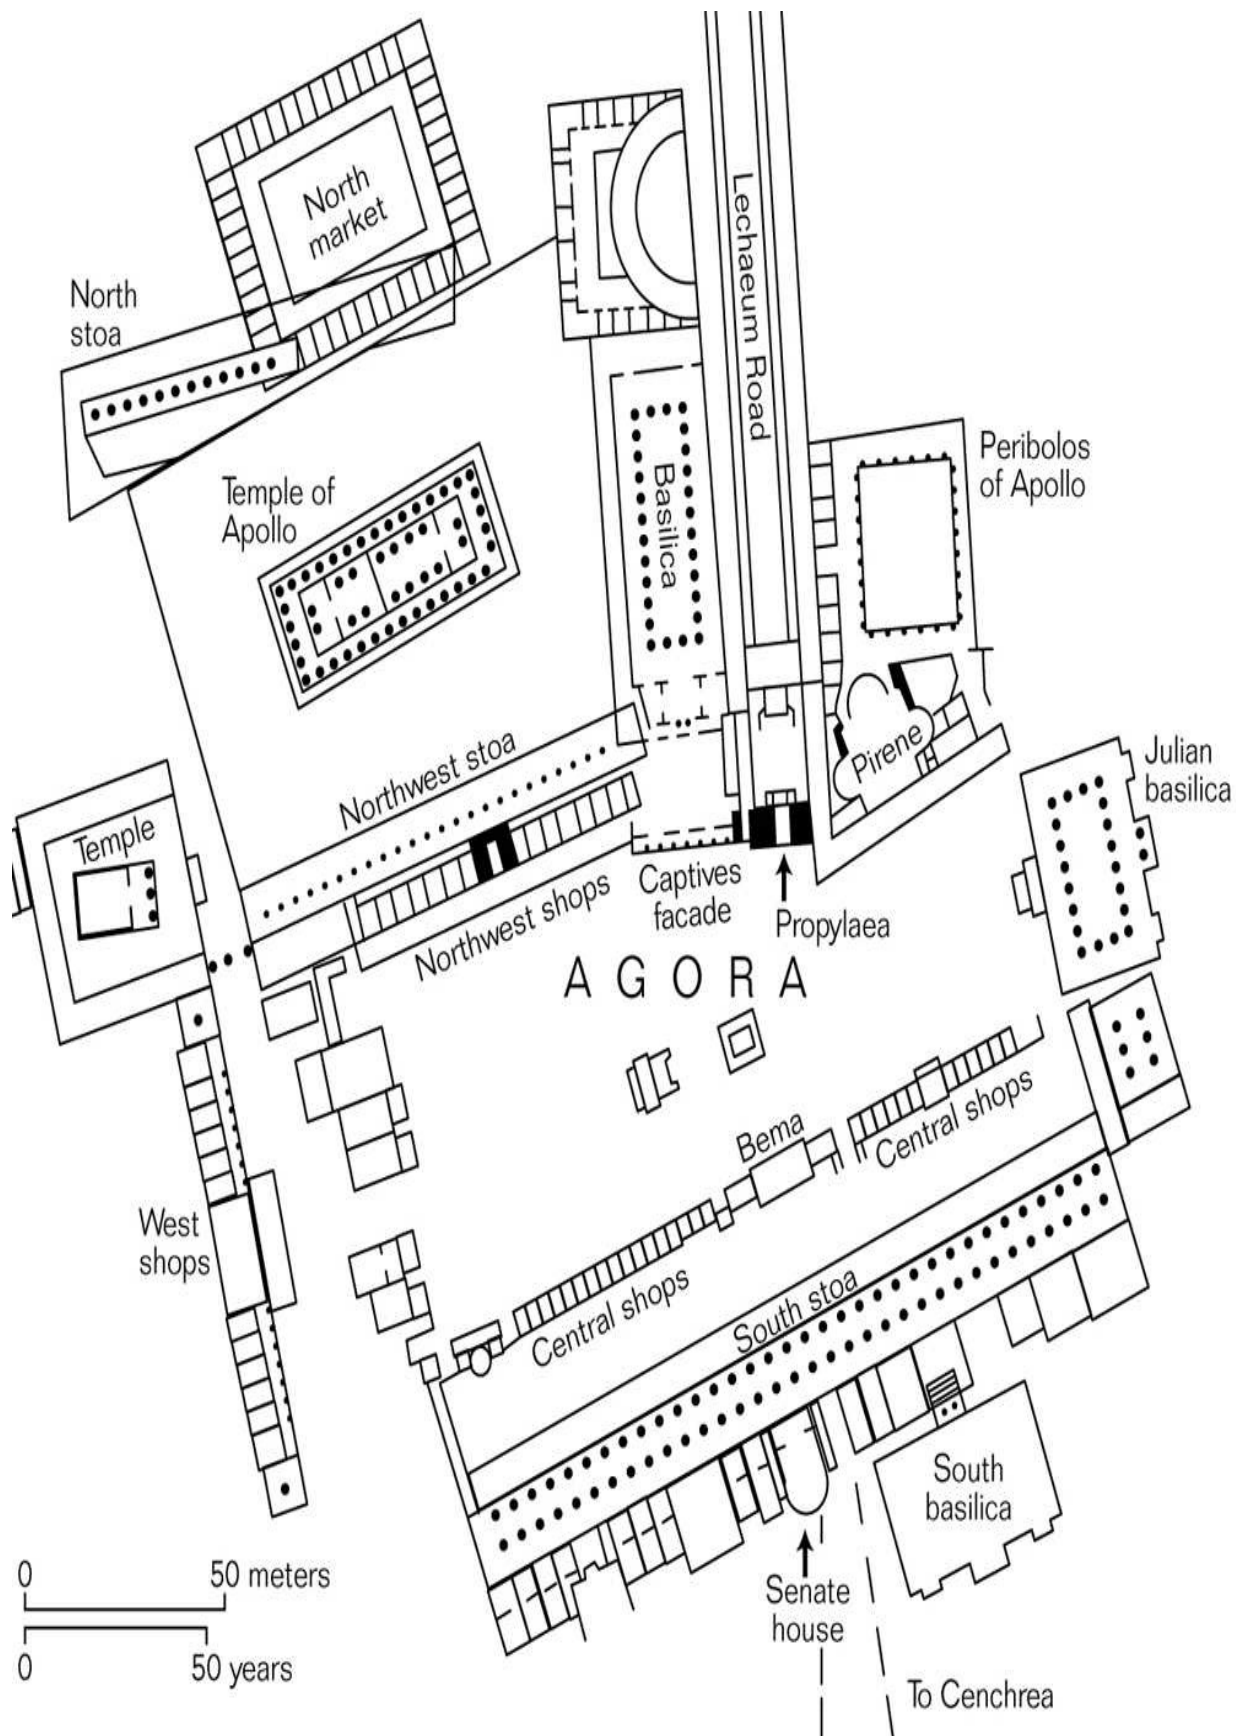 North
market
North
stoa
Lechaeum Road
Temple of
Apollo
Basilica
Peribolos
of Apollo
Northwest stoa
Pirene
Julian
basilica
Temple
Northwest shops
Captives
facade
Propylaea
AGORA
Bema
Central shops
West
shops
Central shops
South stoa
South
basilica
0 50 meters
0 50 years
Senate
house
To Cenchrea